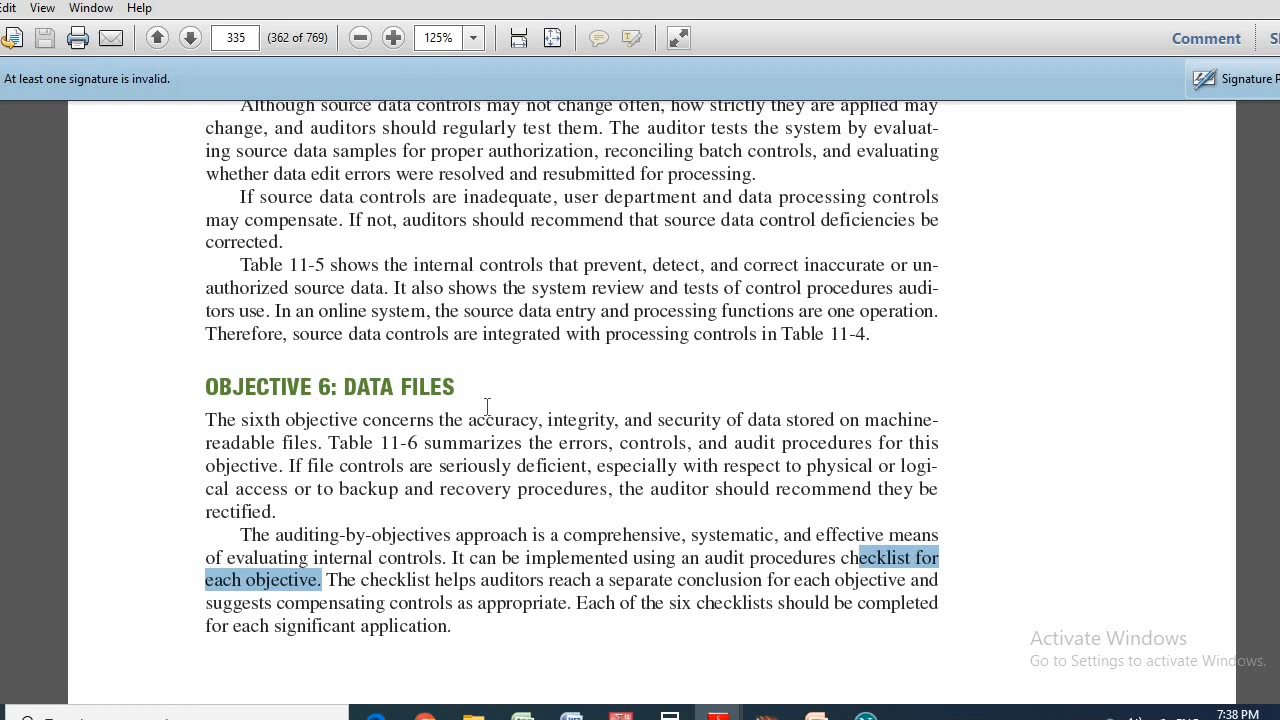 Edit View Window Help
335 (362 of 769) 125% Comment
At least one signature is invalid. Signature P
Although source data controls may not change often, how strictly they are applied may
change, and auditors should regularly test them. The auditor tests the system by evaluat-
ing source data samples for proper authorization, reconciling batch controls, and evaluating
whether data edit errors were resolved and resubmitted for processing.
If source data controls are inadequate, user department and data processing controls
may compensate. If not, auditors should recommend that source data control deficiencies be
corrected.
Table 11-5 shows the internal controls that prevent, detect, and correct inaccurate or un-
authorized source data. It also shows the system review and tests of control procedures audi-
tors use. In an online system, the source data entry and processing functions are one operation.
Therefore, source data controls are integrated with processing controls in Table 11-4.
OBJECTIVE 6: DATA FILES
The sixth objective concerns the accuracy, integrity, and security of data stored on machine-
readable files. Table 11-6 summarizes the errors, controls, and audit procedures for this
objective. If file controls are seriously deficient, especially with respect to physical or logi-
cal access or to backup and recovery procedures, the auditor should recommend they be
rectified.
The auditing-by-objectives approach is a comprehensive, systematic, and effective means
of evaluating internal controls. It can be implemented using an audit procedures checklist for
each objective. The checklist helps auditors reach a separate conclusion for each objective and
suggests compensating controls as appropriate. Each of the six checklists should be completed
for each significant application.
Activate Windows
Go to Settings to activate Windows.
7:38 PM